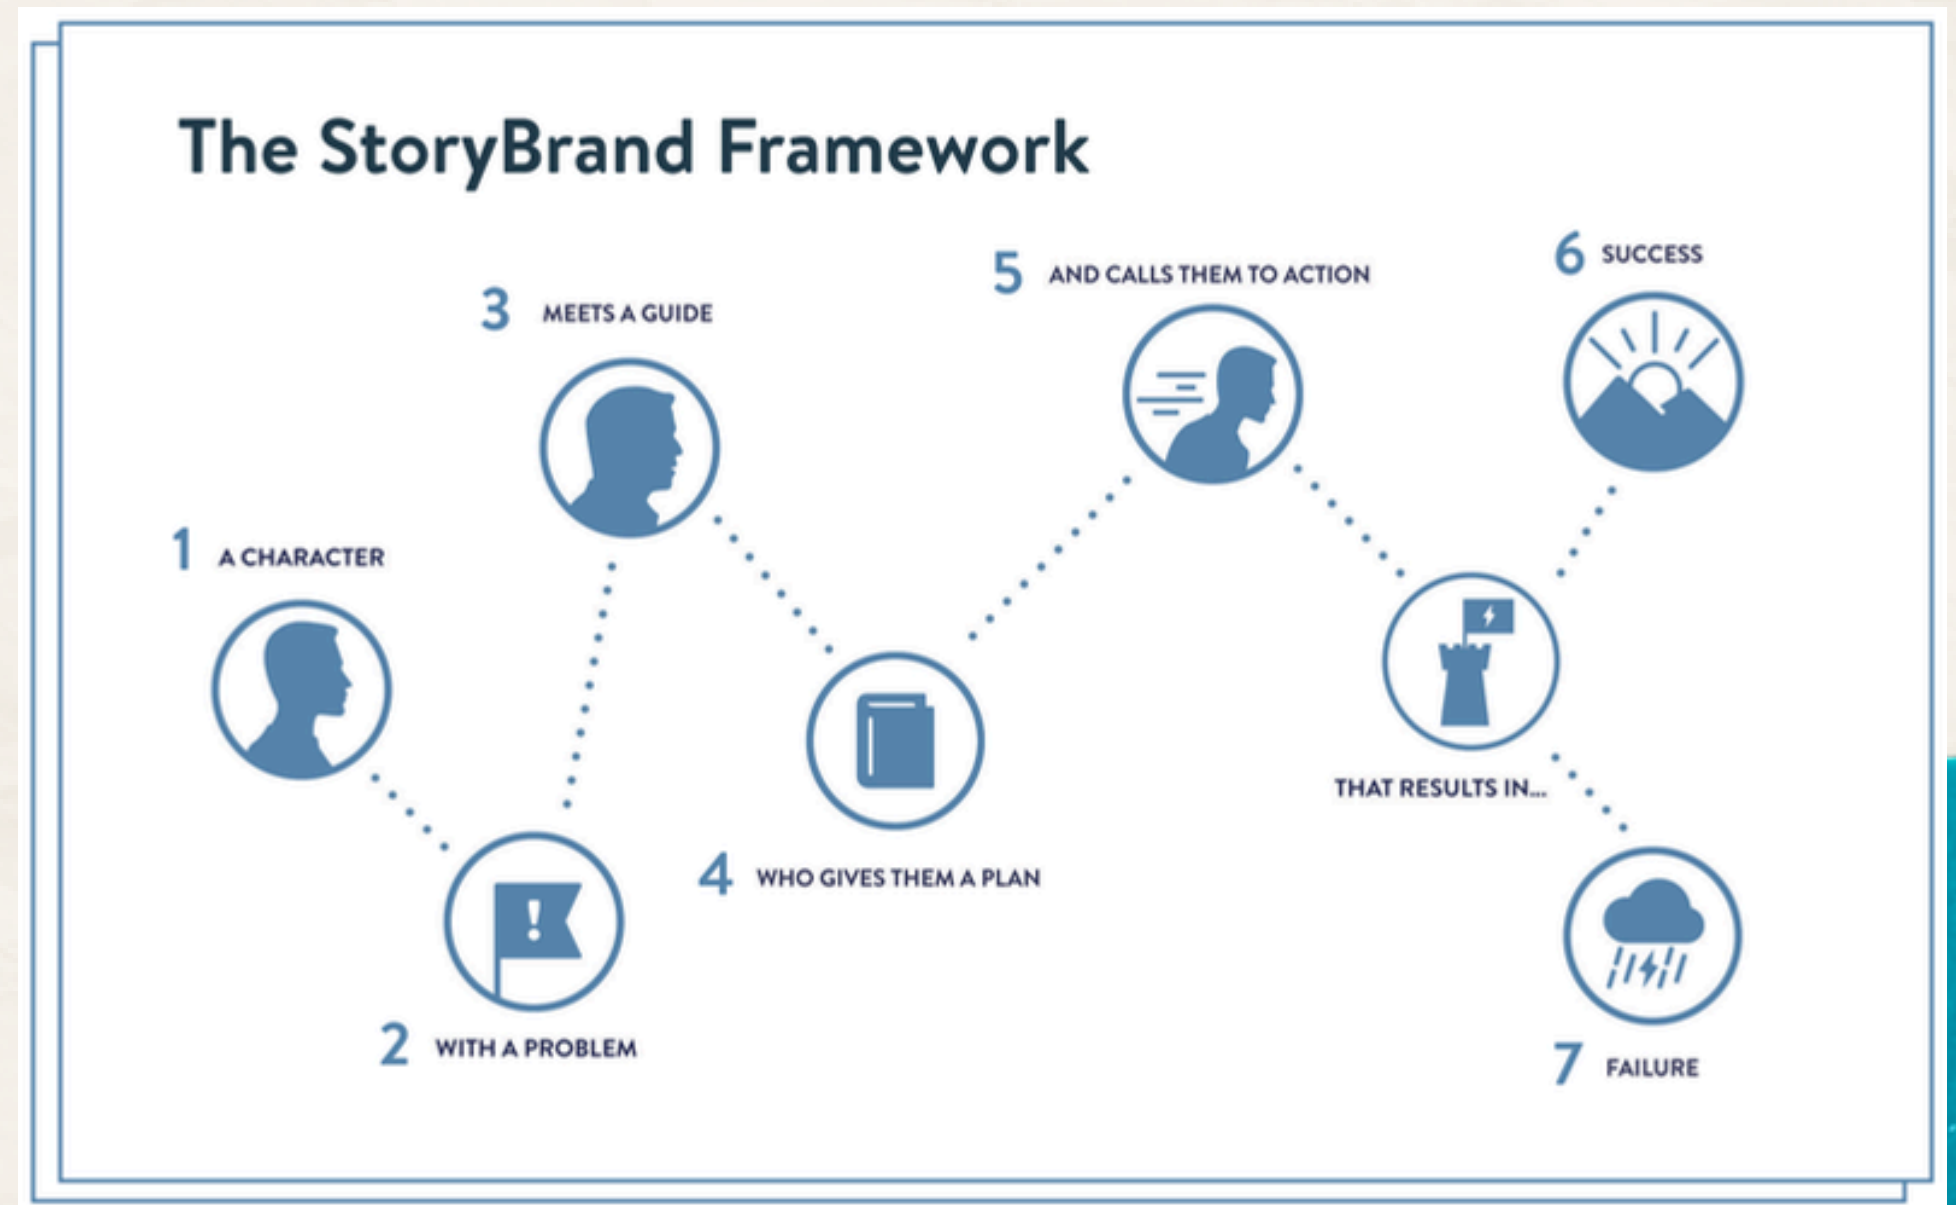 The StoryBrand Framework
1 A CHARACTER
2 WITH A PROBLEM
!
3 MEETS A GUIDE
4 WHO GIVES THEM A PLAN
5 AND CALLS THEM TO ACTION
THAT RESULTS IN...
6 SUCCESS
7 FAILURE